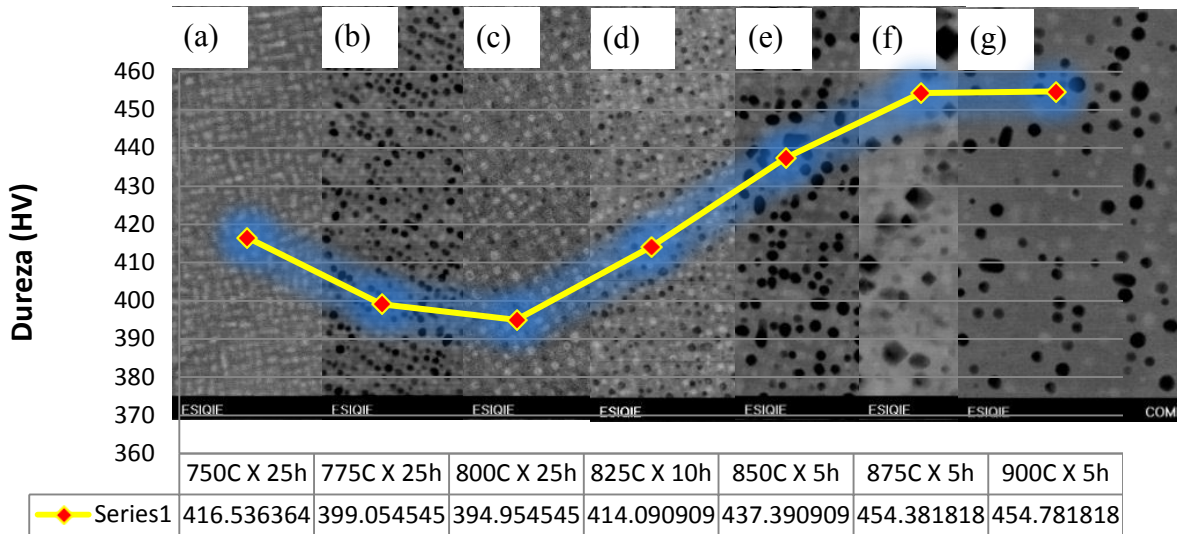 (a) (b) (c) (d) (e) (f) (g)
Dureza (HV)
460
450
440
430
420
410
400
390
380
370
360
ESIQIE ESIQIE ESIQIE ESIQIE ESIQIE ESIQIE ESIQIE
750C X 25h 775C X 25h 800C X 25h 825C X 10h 850C X 5h 875C X 5h 900C X 5h
Series1 416.536364 399.054545 394.954545 414.090909 437.390909 454.381818 454.781818